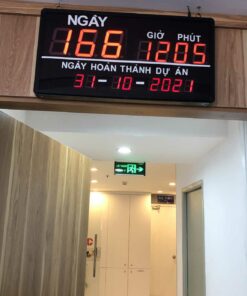 NGÀY
GIỜ PHÚT
166 1205
NGÀY HOÀN THÀNH DỰ ÁN
31-10-2021